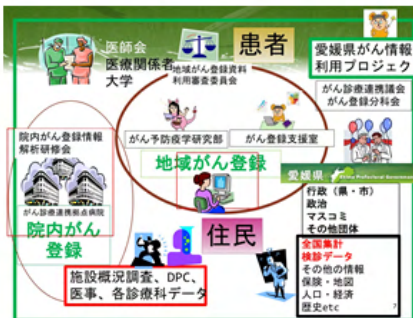 医師会
医療関係者
大学
患者
地域がん登録資料
利用審査委員会
愛媛県がん情報
利用プロジェク
がん診療連携議会
がん登録分科会
院内がん登録情報
解析研修会
がん予防疫学研究部
がん登録支援室
地域がん登録
がん診療連携拠点病院
院内がん
登録
愛媛県
Ehime Prefectural Government
行政（県・市）
政治
マスコミ
その他団体
住民
全国集計
検診データ
その他の情報
保険・地図
人口・経済
歴史etc
施設概況調査、DPC、
医事、各診療科データ
7